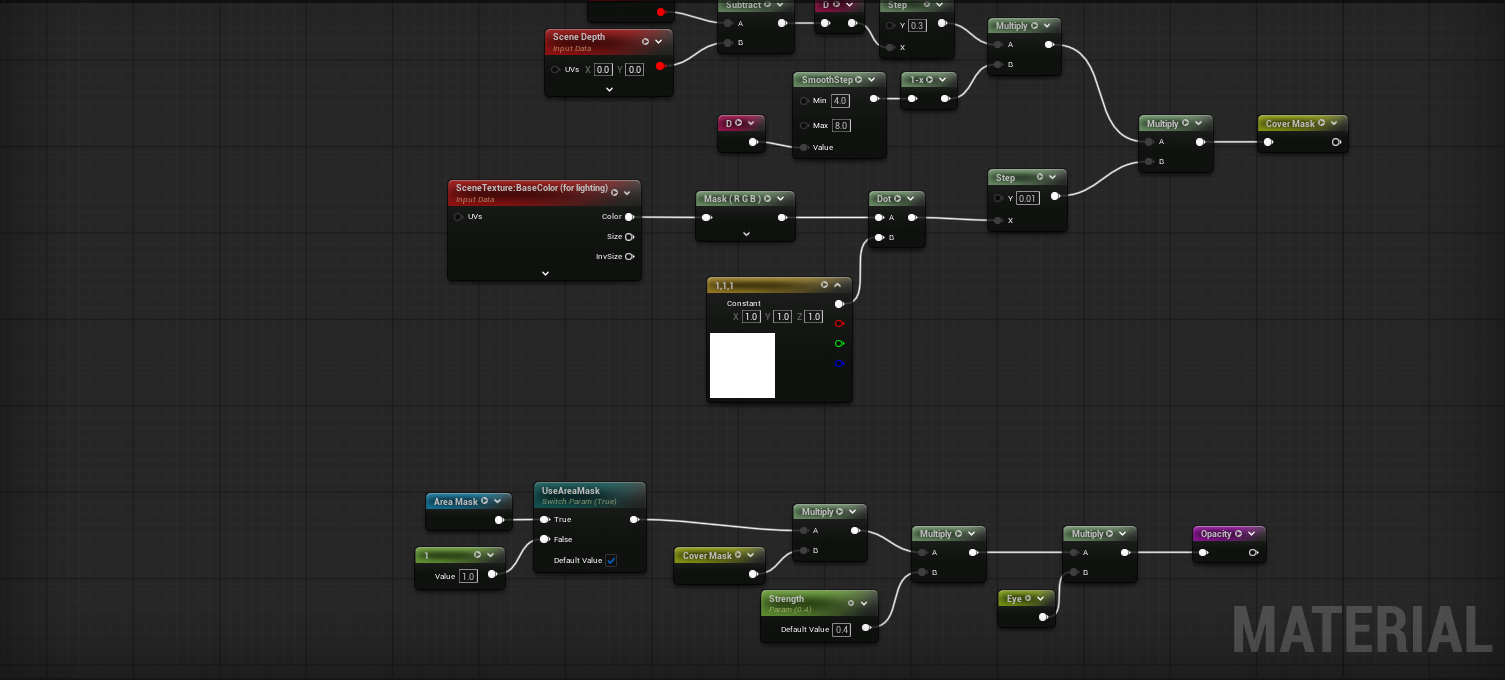 Subtract
A
B
D
Step
Y 0.3
X
Multiply
A
B
Scene Depth
Input Data
UVs X 0.0 Y 0.0
SmoothStep
Min 4.0
Max 8.0
Value
1-x
D
Multiply
A
B
Cover Mask
Step
Y 0.01
X
SceneTexture:BaseColor (for lighting)
Input Data
UVs
Color
Size
InvSize
Mask ( R G B )
Dot
A
B
1,1,1
Constant
X 1.0 Y 1.0 Z 1.0
Area Mask
UseAreaMask
Switch Param (True)
True
False
Default Value
1
Value 1.0
Multiply
A
B
Cover Mask
Multiply
A
B
Strength
Param (0.4)
Default Value 0.4
Multiply
A
B
Eye
Opacity
MATERIAL